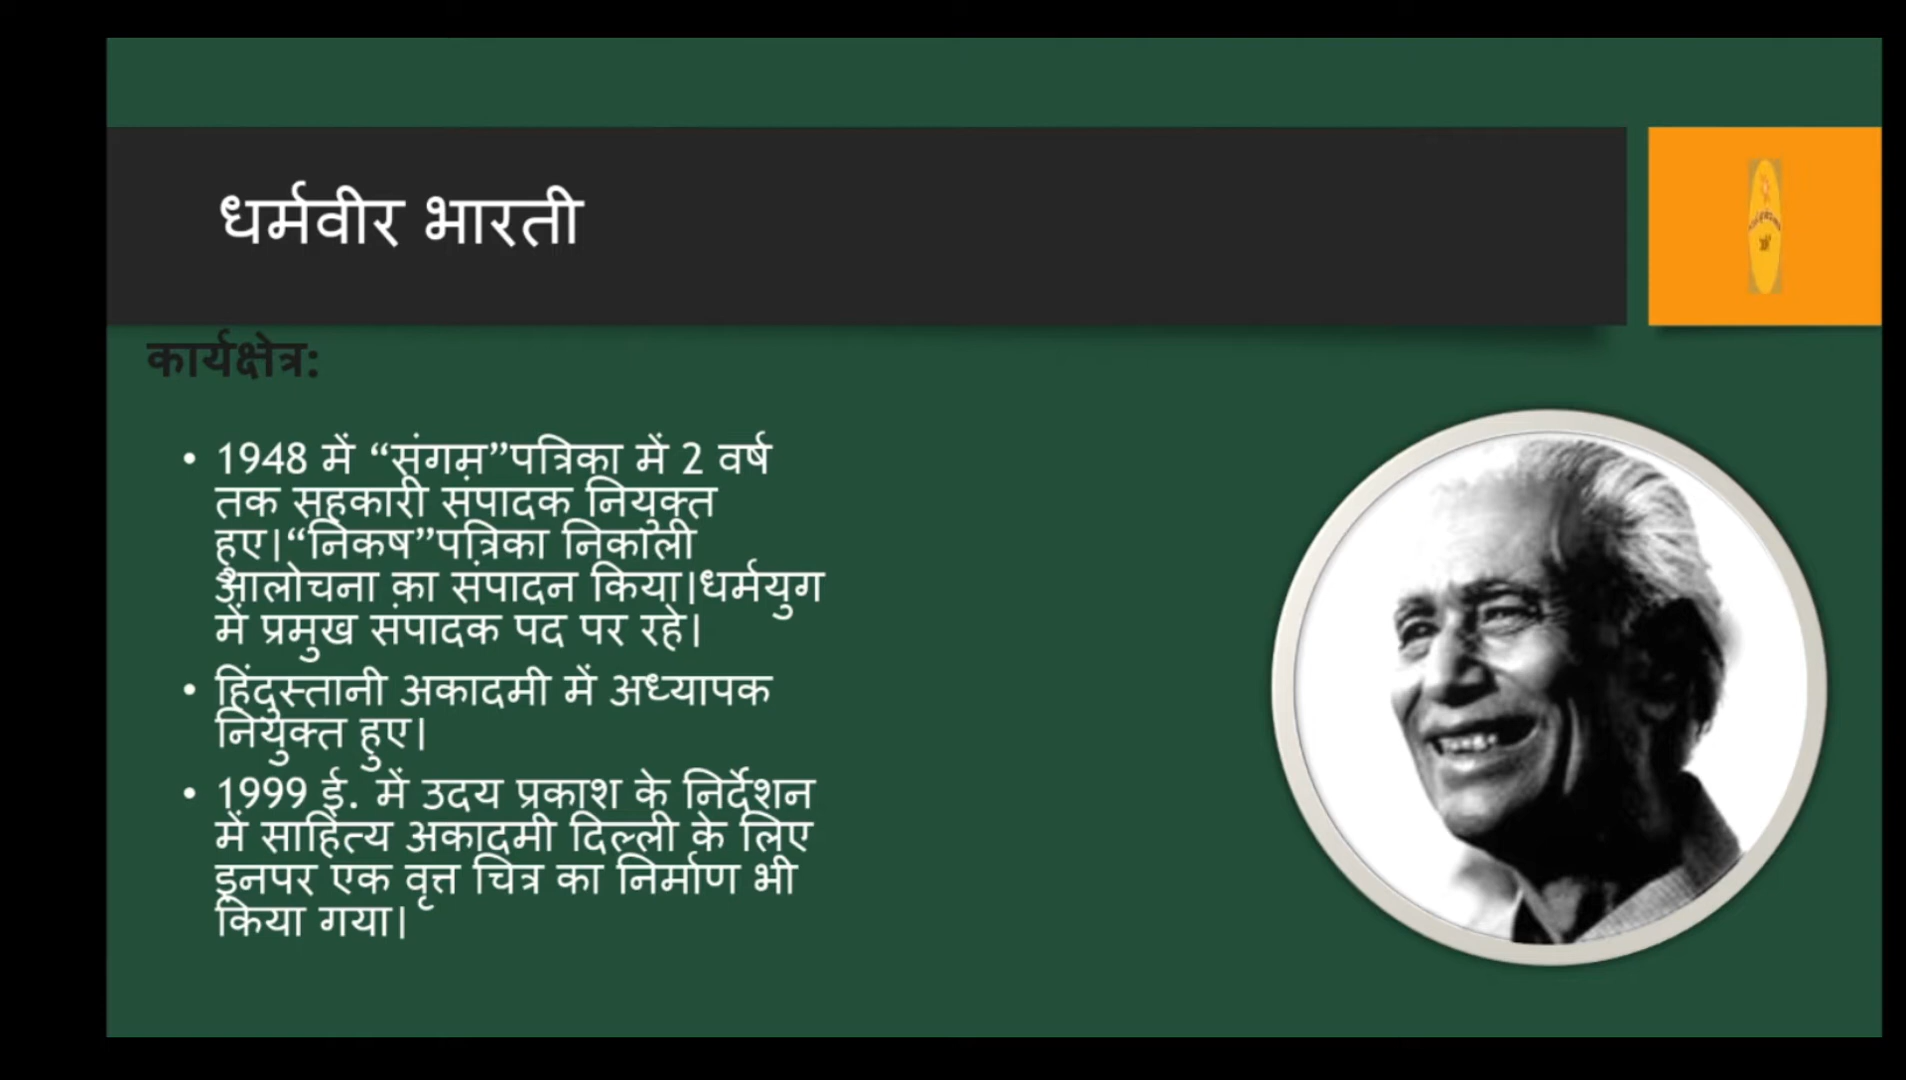 धर्मवीर भारती
कार्यक्षेत्र:
• 1948 में “संगम”पत्रिका में 2 वर्ष
तक सहकारी संपादक नियुक्त
हुए।“निकष”पत्रिका निकाली
आलोचना का संपादन किया।धर्मयुग
में प्रमुख संपादक पद पर रहे।
• हिंदुस्तानी अकादमी में अध्यापक
नियुक्त हुए।
• 1999 ई. में उदय प्रकाश के निर्देशन
में साहित्य अकादमी दिल्ली के लिए
इनपर एक वृत्त चित्र का निर्माण भी
किया गया।